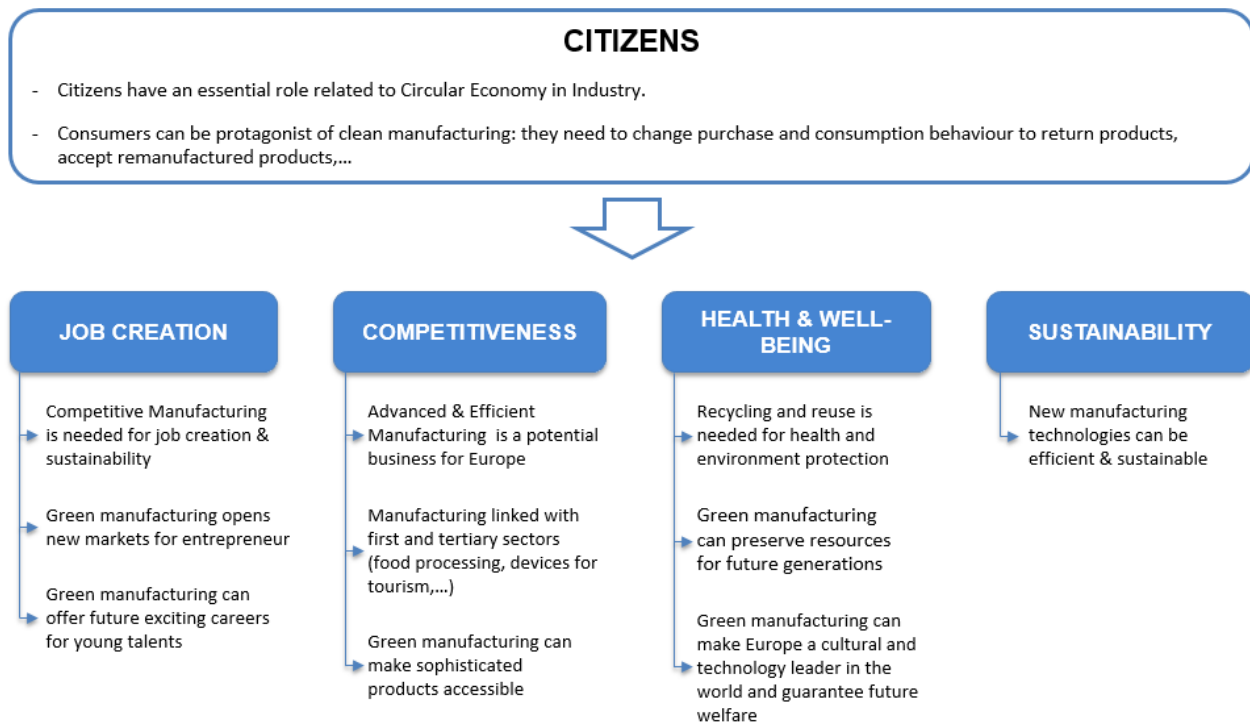 CITIZENS
- Citizens have an essential role related to Circular Economy in Industry.
- Consumers can be protagonist of clean manufacturing: they need to change purchase and consumption behaviour to return products,
accept remanufactured products,...
JOB CREATION
Competitive Manufacturing
is needed for job creation &
sustainability
Green manufacturing opens
new markets for entrepreneur
Green manufacturing can
offer future exciting careers
for young talents
COMPETITIVENESS
Advanced & Efficient
Manufacturing is a potential
business for Europe
Manufacturing linked with
first and tertiary sectors
(food processing, devices for
tourism,...)
Green manufacturing can
make sophisticated
products accessible
HEALTH & WELL-
BEING
Recycling and reuse is
needed for health and
environment protection
Green manufacturing
can preserve resources
for future generations
Green manufacturing can
make Europe a cultural and
technology leader in the
world and guarantee future
welfare
SUSTAINABILITY
New manufacturing
technologies can be
efficient & sustainable